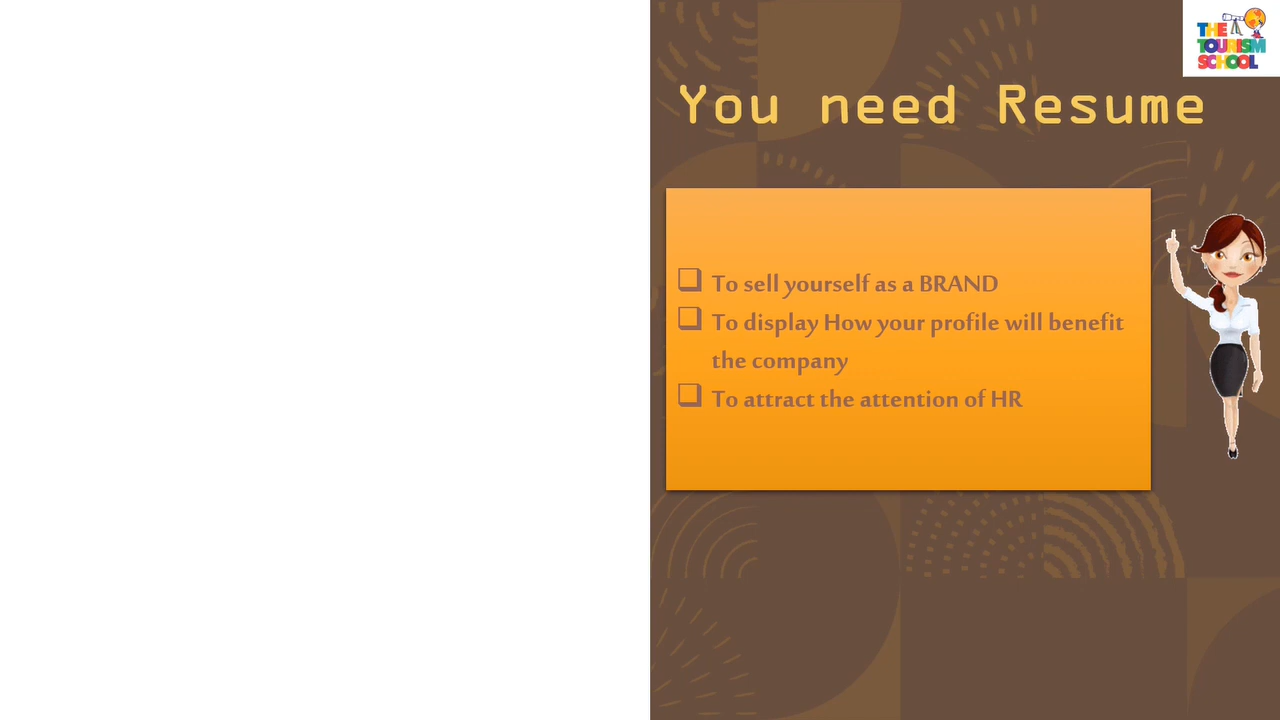 THE
TOURISM
SCHOOL
You need Resume
To sell yourself as a BRAND
To display How your profile will benefit
the company
To attract the attention of HR